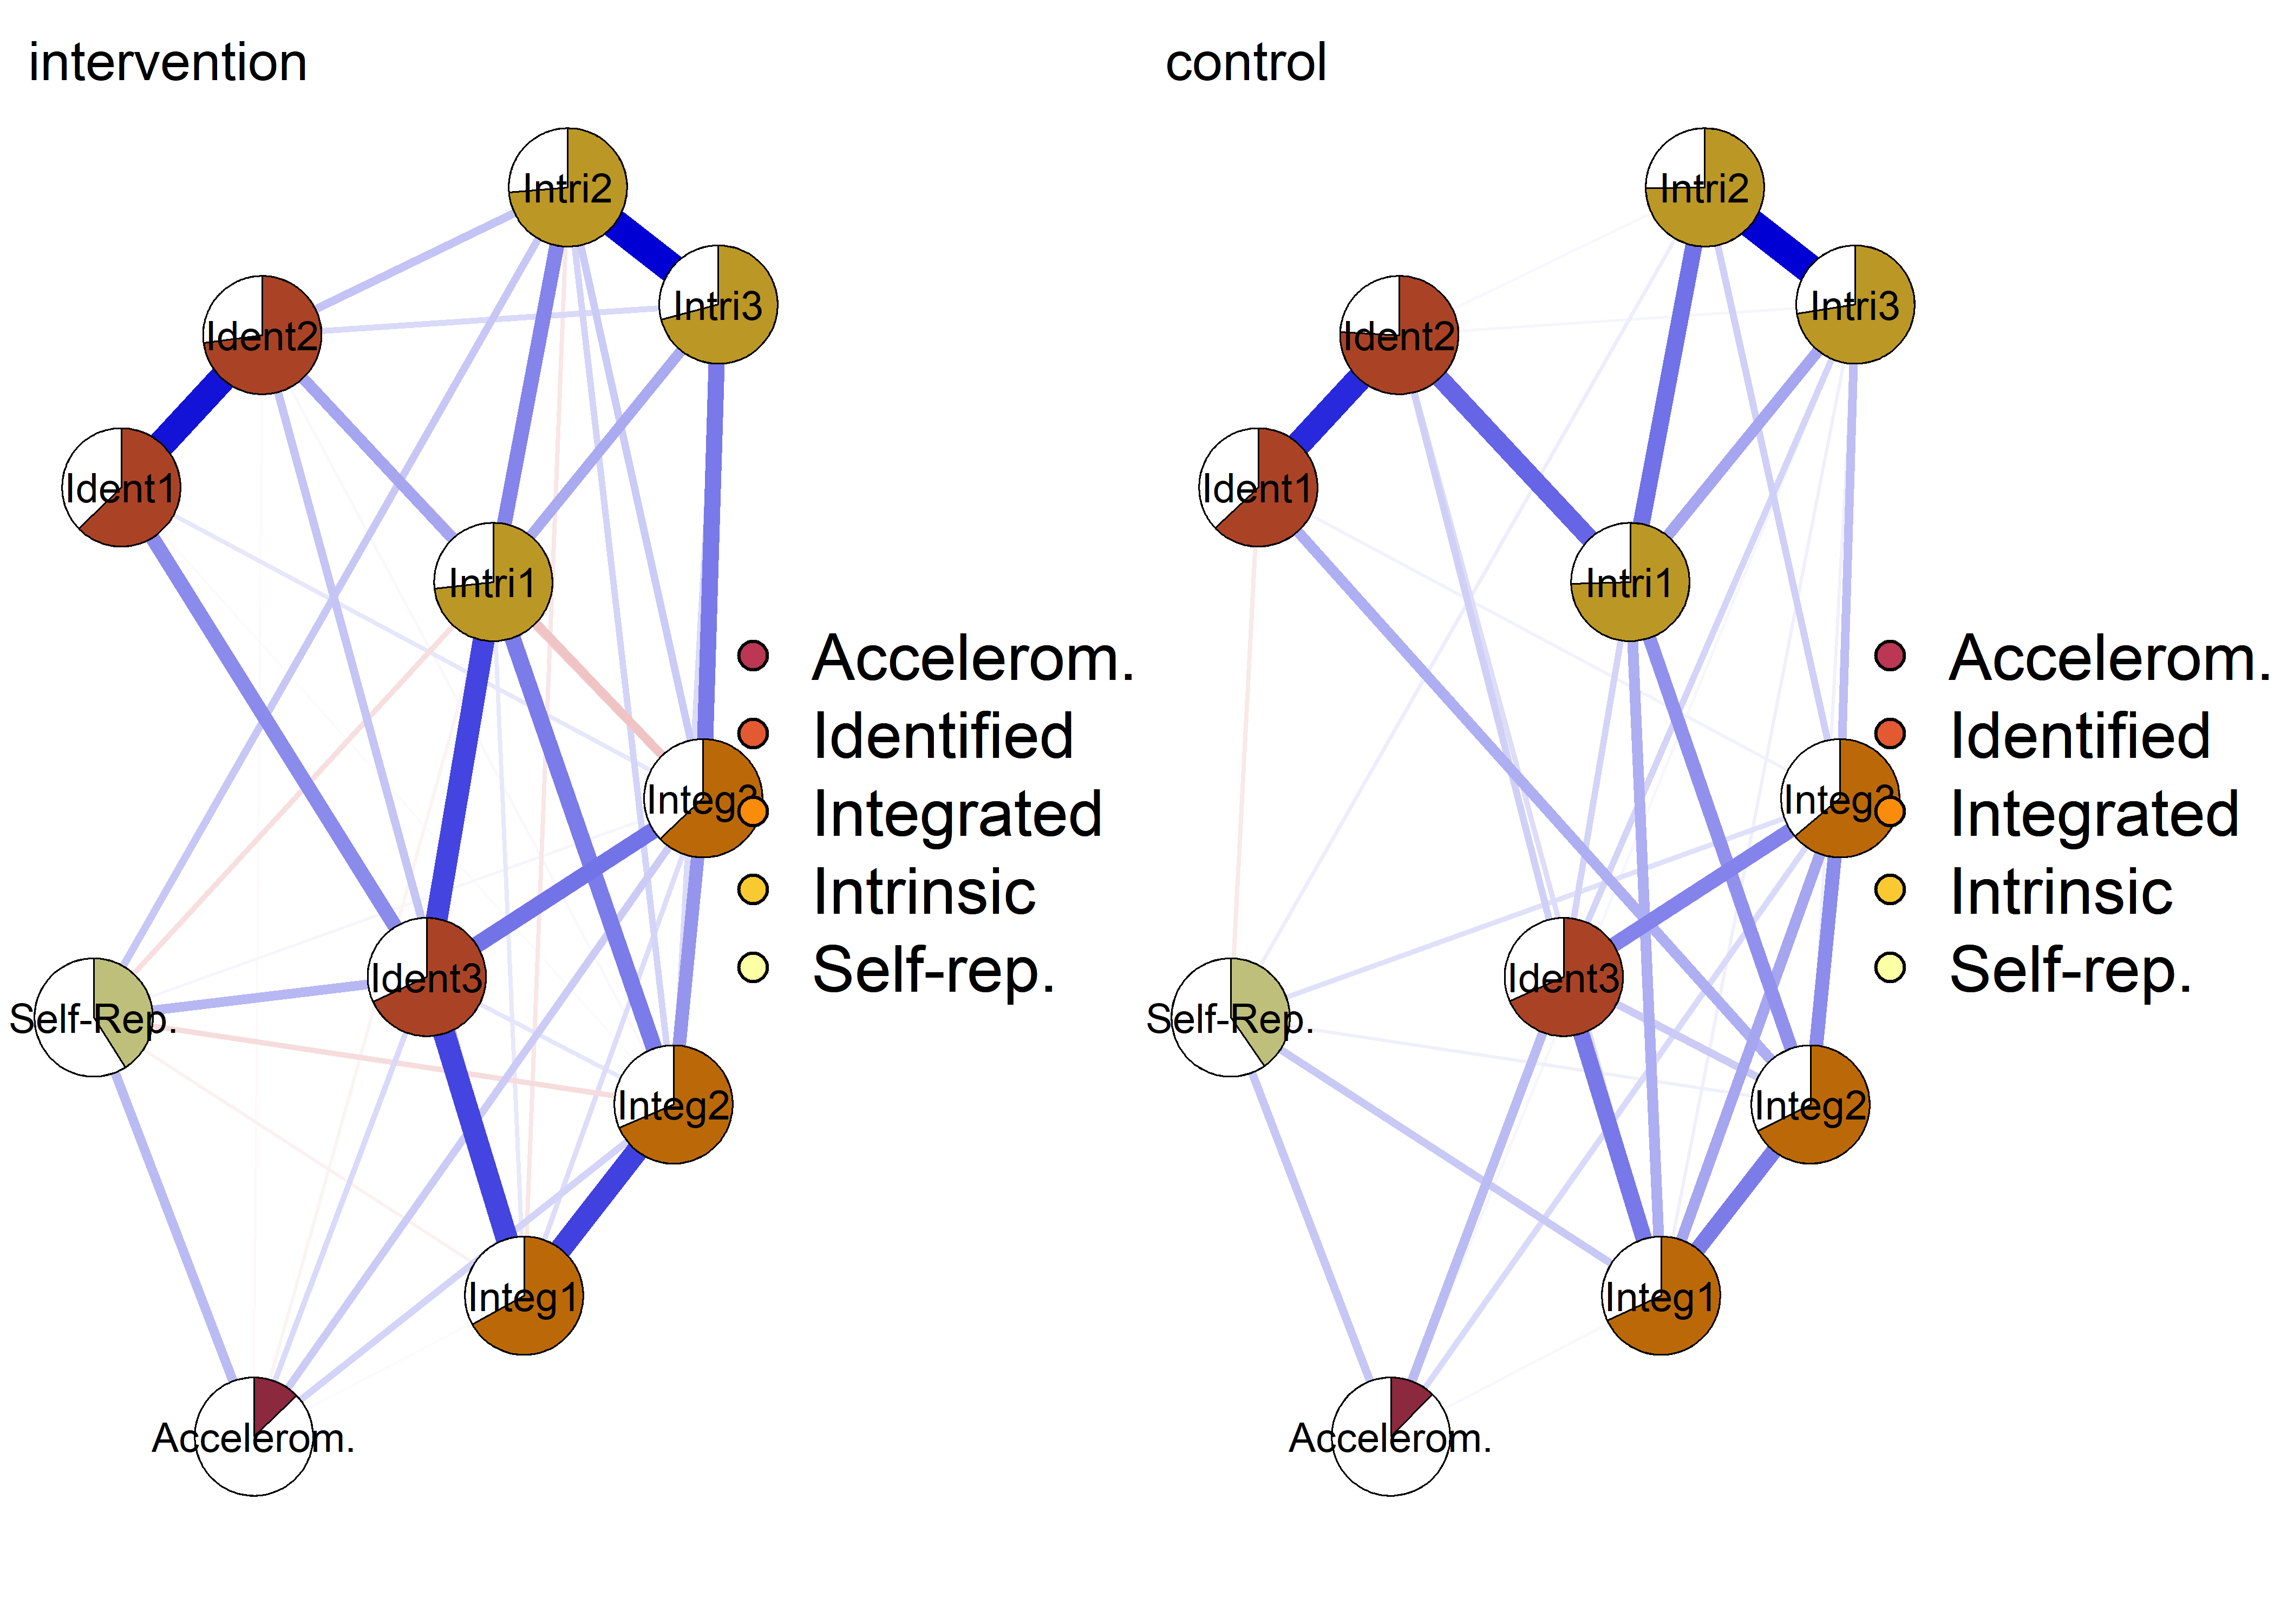 intervention
Intri2
Intri3
Ident2
Ident1
Intri1
Integ3
Ident3
Self-Rep.
Integ2
Integ1
Accelerom.
Accelerom.
Identified
Integrated
Intrinsic
Self-rep.
control
Intri2
Intri3
Ident2
Ident1
Intri1
Integ3
Ident3
Self-Rep.
Integ2
Integ1
Accelerom.
Accelerom.
Identified
Integrated
Intrinsic
Self-rep.